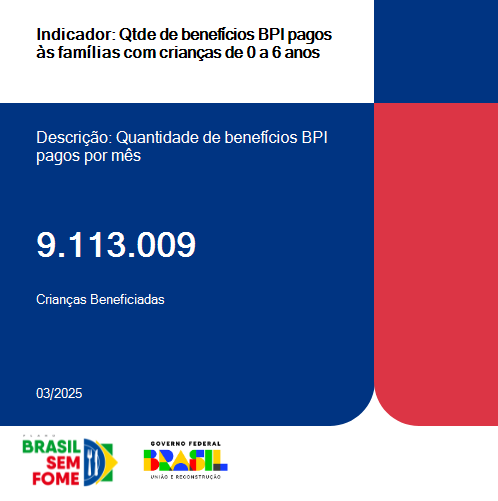 Indicador: Qtde de benefícios BPI pagos
às famílias com crianças de 0 a 6 anos
Descrição: Quantidade de benefícios BPI
pagos por mês
9.113.009
Crianças Beneficiadas
03/2025
PLANO
BRASIL
SEM
FOME
GOVERNO FEDERAL
BRASIL
UNIÃO E RECONSTRUÇÃO